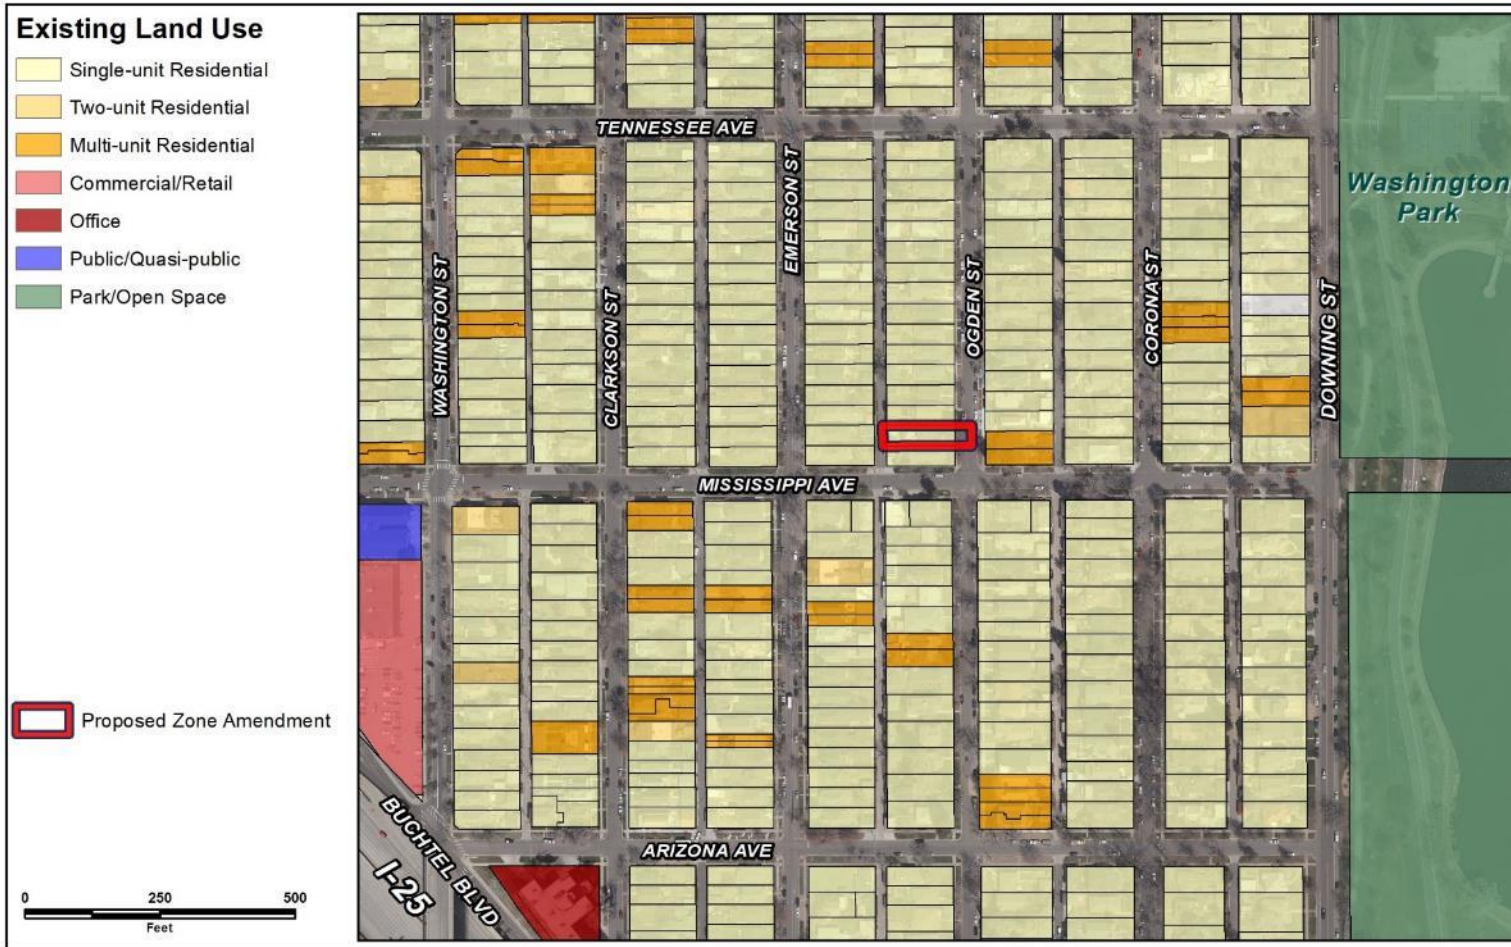 Existing Land Use
Single-unit Residential
Two-unit Residential
Multi-unit Residential
Commercial/Retail
Office
Public/Quasi-public
Park/Open Space
Proposed Zone Amendment
0 250 500
Feet
TENNESSEE AVE
Washington
Park
WASHINGTON ST
CLARKSON ST
EMERSON ST
OGDEN ST
CORONA ST
DOWNING ST
MISSISSIPPI AVE
ARIZONA AVE
BUCHTEL BLVD
I-25